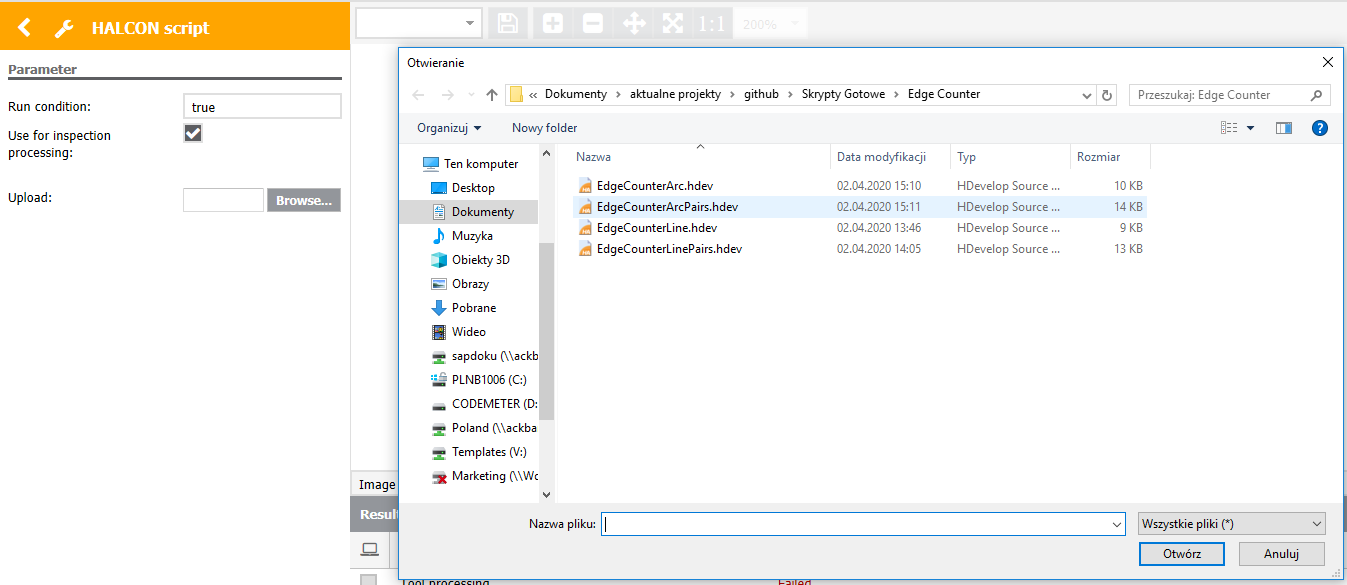 HALCON script
Parameter
Run condition:
true
Use for inspection
processing:
Upload:
Browse...
1:1
200%
Otwieranie
« Dokumenty › aktualne projekty › github › Skrypty Gotowe › Edge Counter
Przeszukaj: Edge Counter
Organizuj
Nowy folder
Ten komputer
Desktop
Dokumenty
Muzyka
Obiekty 3D
Obrazy
Pobrane
Wideo
sapdoku (\\ackb
PLNB1006 (C:)
CODEMETER (D:
Poland (\\ackba
Templates (V:)
Marketing (\\Wc
Nazwa Data modyfikacji Typ Rozmiar
EdgeCounterArc.hdev 02.04.2020 15:10 HDevelop Source ... 10 KB
EdgeCounterArcPairs.hdev 02.04.2020 15:11 HDevelop Source ... 14 KB
EdgeCounterLine.hdev 02.04.2020 13:46 HDevelop Source ... 9 KB
EdgeCounterLinePairs.hdev 02.04.2020 14:05 HDevelop Source ... 13 KB
Image
Result
Nazwa pliku:
Wszystkie pliki (*)
Otwórz
Anuluj
Tool processing Failed